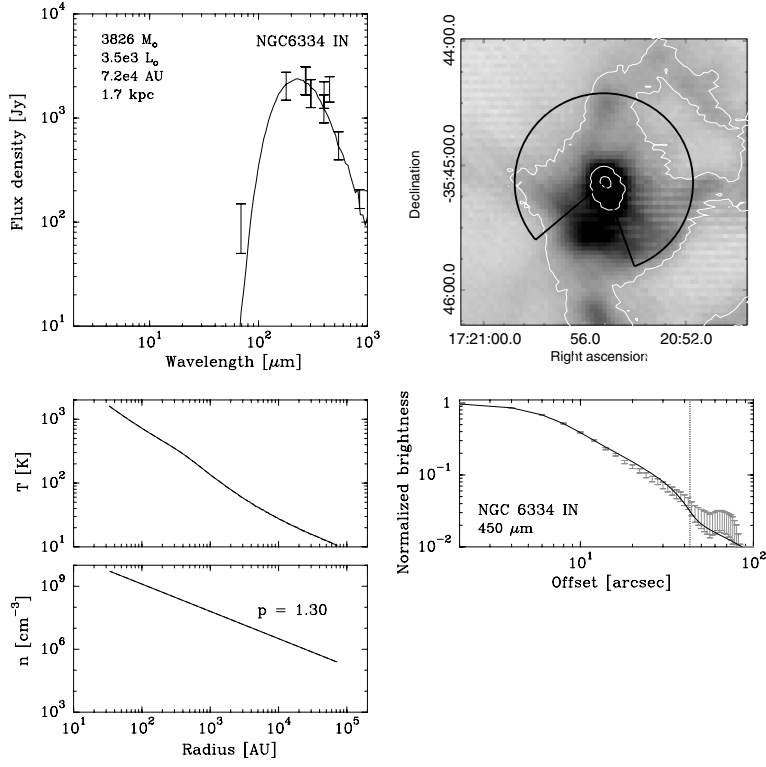 10⁴
10³
10²
10¹
Flux density [Jy]
3826 M☉
3.5e3 L☉
7.2e4 AU
1.7 kpc
NGC6334 IN
10¹ 10² 10³
Wavelength [μm]
44:00.0
-35:45:00.0
46:00.0
Declination
17:21:00.0 56.0 20:52.0
Right ascension
10³
10²
10¹
T [K]
10⁹
10⁶
10³
n [cm⁻³]
p = 1.30
10¹ 10² 10³ 10⁴ 10⁵
Radius [AU]
1
10⁻¹
10⁻²
Normalized brightness
NGC 6334 IN
450 μm
10¹ 10²
Offset [arcsec]